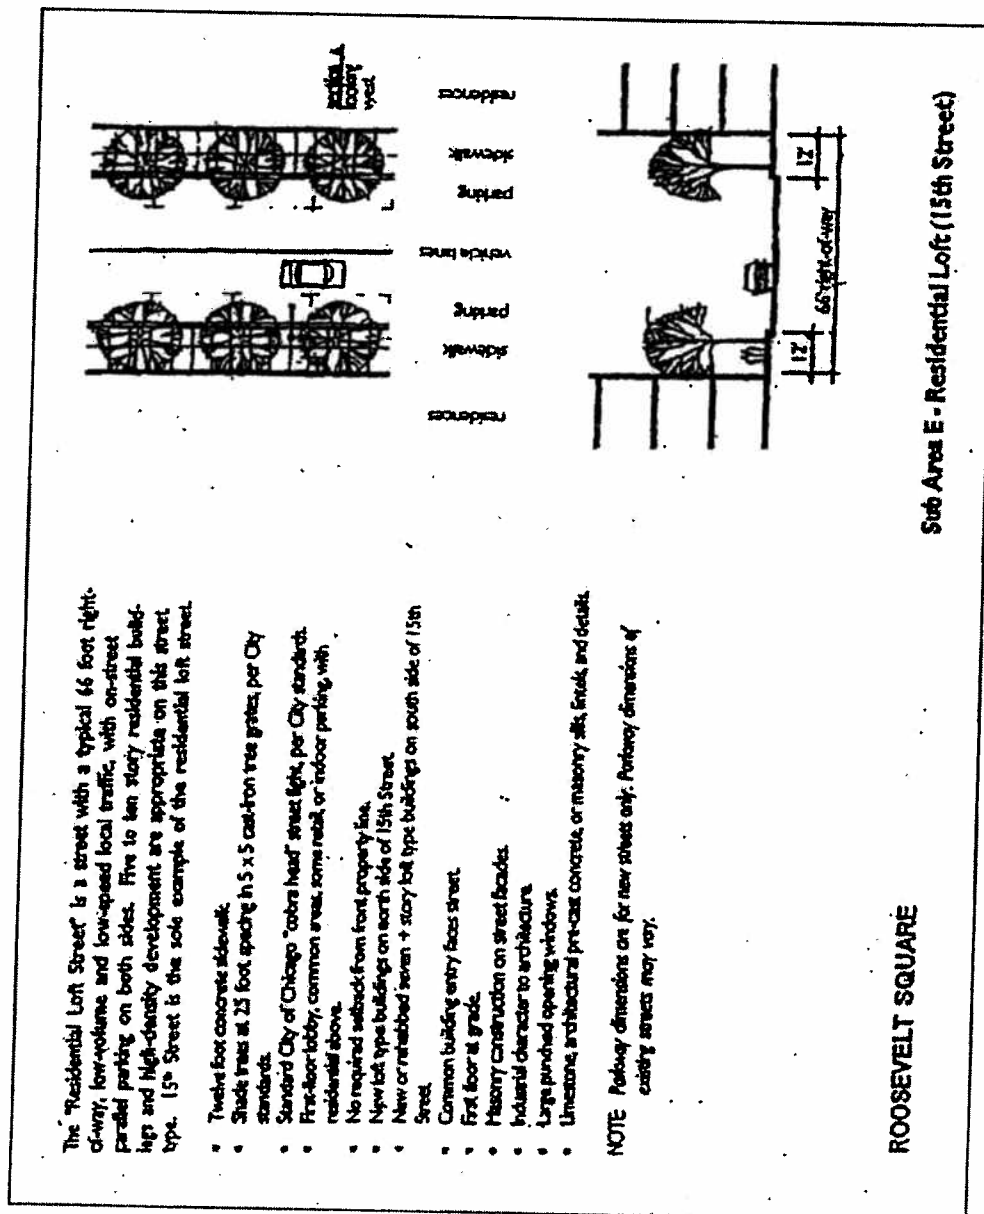 The "Residential Loft Street" is a street with a typical 66 foot right-
of-way, low-volume and low-speed local traffic, with on-street
parallel parking on both sides. Five to ten story residential build-
ings and high-density development are appropriate on this street
type. 15th Street is the sole example of the residential loft street.
• Twelve foot concrete sidewalk.
• Shade trees at 25 foot spacing in 5 x 5 cast-iron tree grates, per City
standards.
• Standard City of Chicago "cobra head" street light, per City standards.
• First-floor lobby, common areas, some retail, or indoor parking, with
residential above.
• No required setback from front property line.
• New loft type buildings on north side of 15th Street.
• New or rehabbed seven + story loft type buildings on south side of 15th
Street.
• Common building entry faces street.
• First floor at grade.
• Masonry construction on street facades.
• Industrial character to architecture.
• Large punched opening windows.
• Limestone, architectural pre-cast concrete, or masonry sills, lintels, and details.
NOTE Parkway dimensions are for new streets only. Parkway dimensions of
existing streets may vary.
section A
looking
west
residences
sidewalk
parking
vehicle lanes
parking
sidewalk
residences
12'
66' right-of-way
12'
ROOSEVELT SQUARE
Sub Area E - Residential Loft (15th Street)